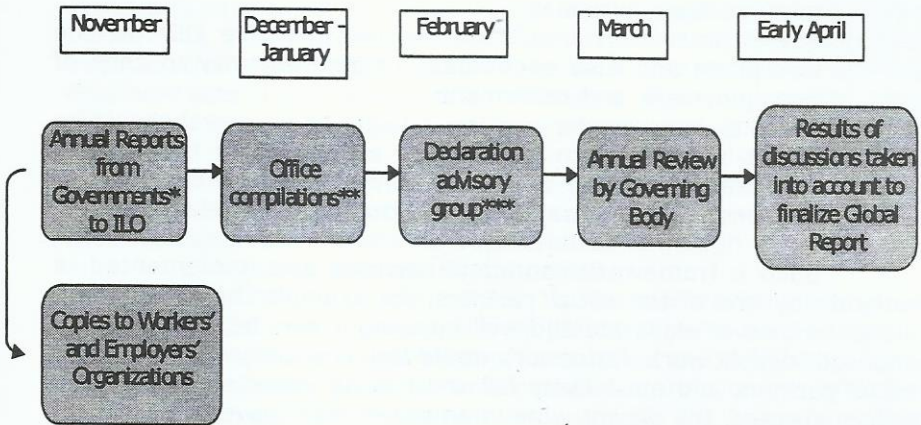 November
December -
January
February
March
Early April
Annual Reports
from
Governments*
to ILO
Office
compilations**
Declaration
advisory
group***
Annual Review
by Governing
Body
Results of
discussions taken
into account to
finalize Global
Report
Copies to Workers'
and Employers'
Organizations